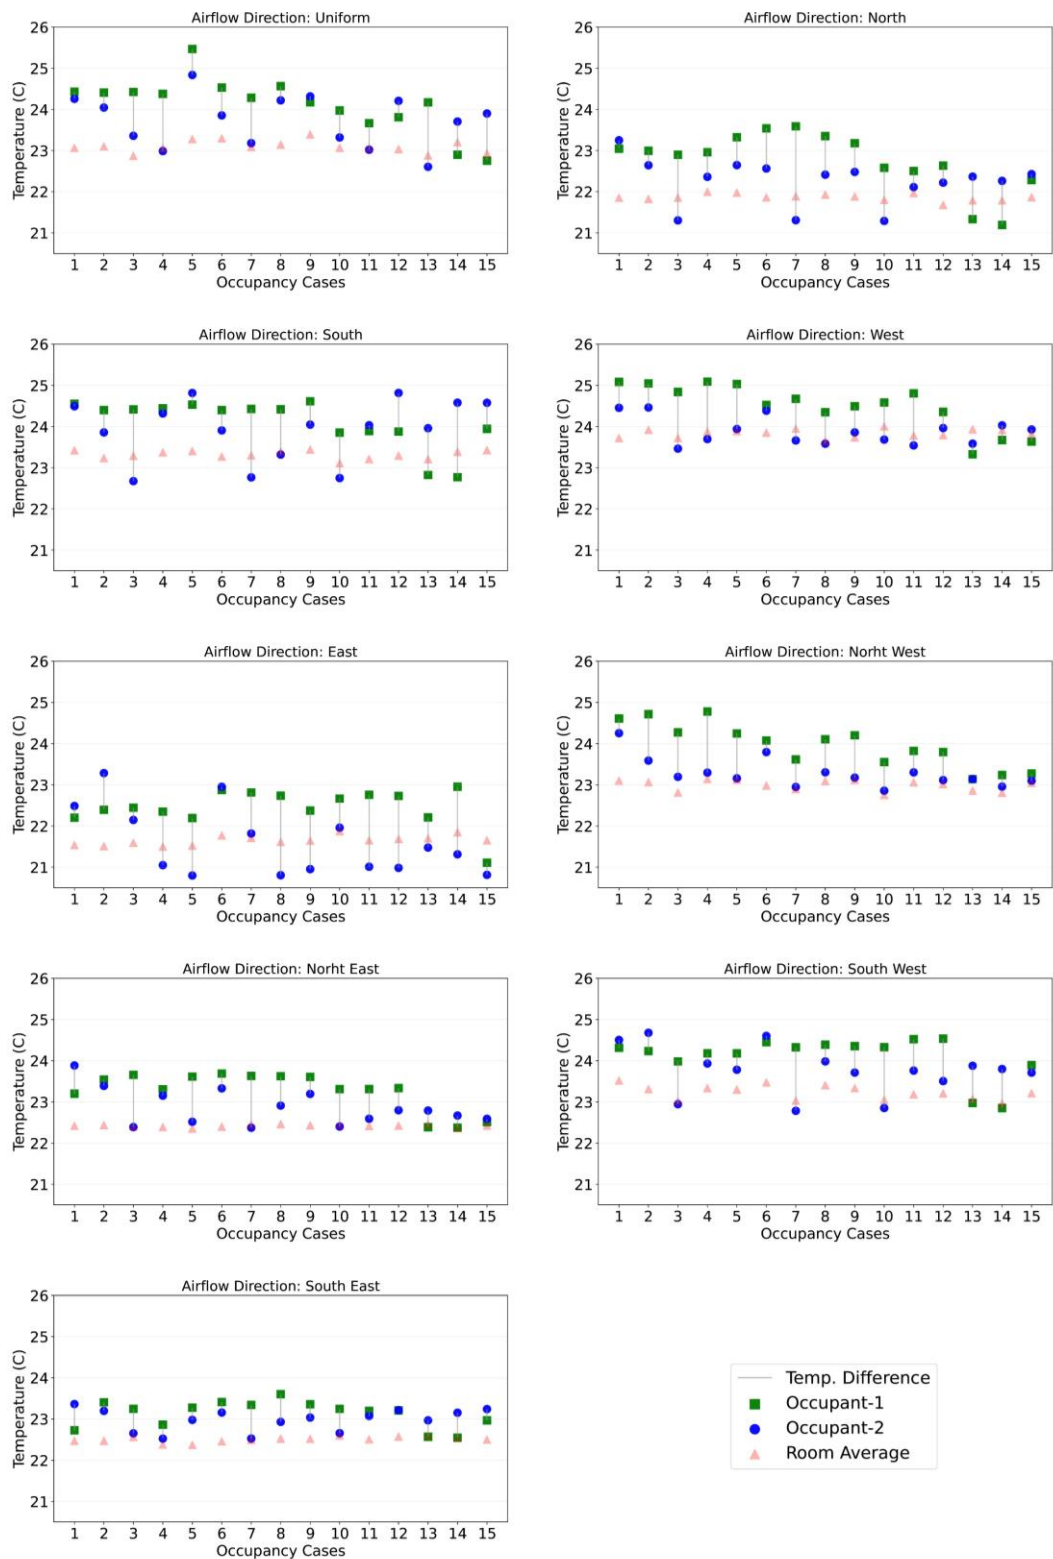 Airflow Direction: Uniform
Temperature (C)
26
25
24
23
22
21
1 2 3 4 5 6 7 8 9 10 11 12 13 14 15
Occupancy Cases
Airflow Direction: North
Temperature (C)
26
25
24
23
22
21
1 2 3 4 5 6 7 8 9 10 11 12 13 14 15
Occupancy Cases
Airflow Direction: South
Temperature (C)
26
25
24
23
22
21
1 2 3 4 5 6 7 8 9 10 11 12 13 14 15
Occupancy Cases
Airflow Direction: West
Temperature (C)
26
25
24
23
22
21
1 2 3 4 5 6 7 8 9 10 11 12 13 14 15
Occupancy Cases
Airflow Direction: East
Temperature (C)
26
25
24
23
22
21
1 2 3 4 5 6 7 8 9 10 11 12 13 14 15
Occupancy Cases
Airflow Direction: Norht West
Temperature (C)
26
25
24
23
22
21
1 2 3 4 5 6 7 8 9 10 11 12 13 14 15
Occupancy Cases
Airflow Direction: Norht East
Temperature (C)
26
25
24
23
22
21
1 2 3 4 5 6 7 8 9 10 11 12 13 14 15
Occupancy Cases
Airflow Direction: South West
Temperature (C)
26
25
24
23
22
21
1 2 3 4 5 6 7 8 9 10 11 12 13 14 15
Occupancy Cases
Airflow Direction: South East
Temperature (C)
26
25
24
23
22
21
1 2 3 4 5 6 7 8 9 10 11 12 13 14 15
Occupancy Cases
Temp. Difference
Occupant-1
Occupant-2
Room Average